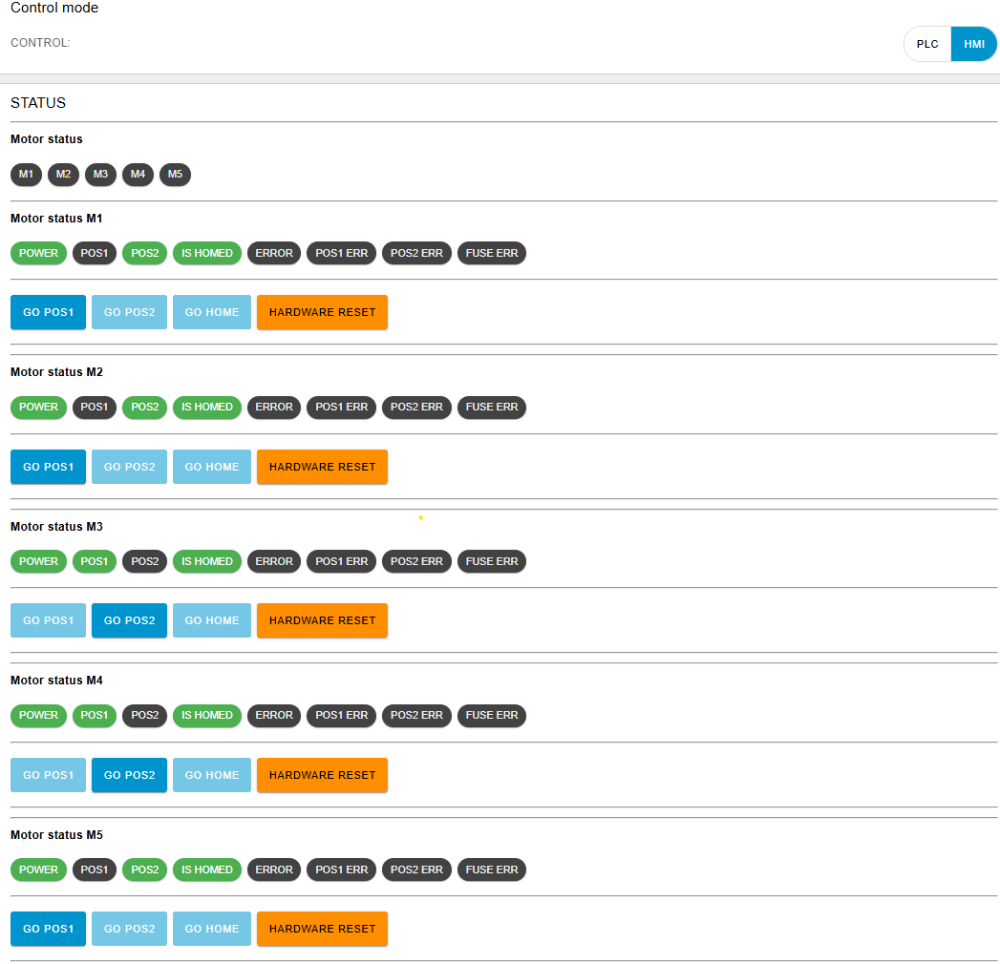 Control mode
CONTROL: PLC HMI
STATUS
Motor status
M1 M2 M3 M4 M5
Motor status M1
POWER POS1 POS2 IS HOMED ERROR POS1 ERR POS2 ERR FUSE ERR
GO POS1 GO POS2 GO HOME HARDWARE RESET
Motor status M2
POWER POS1 POS2 IS HOMED ERROR POS1 ERR POS2 ERR FUSE ERR
GO POS1 GO POS2 GO HOME HARDWARE RESET
Motor status M3
POWER POS1 POS2 IS HOMED ERROR POS1 ERR POS2 ERR FUSE ERR
GO POS1 GO POS2 GO HOME HARDWARE RESET
Motor status M4
POWER POS1 POS2 IS HOMED ERROR POS1 ERR POS2 ERR FUSE ERR
GO POS1 GO POS2 GO HOME HARDWARE RESET
Motor status M5
POWER POS1 POS2 IS HOMED ERROR POS1 ERR POS2 ERR FUSE ERR
GO POS1 GO POS2 GO HOME HARDWARE RESET